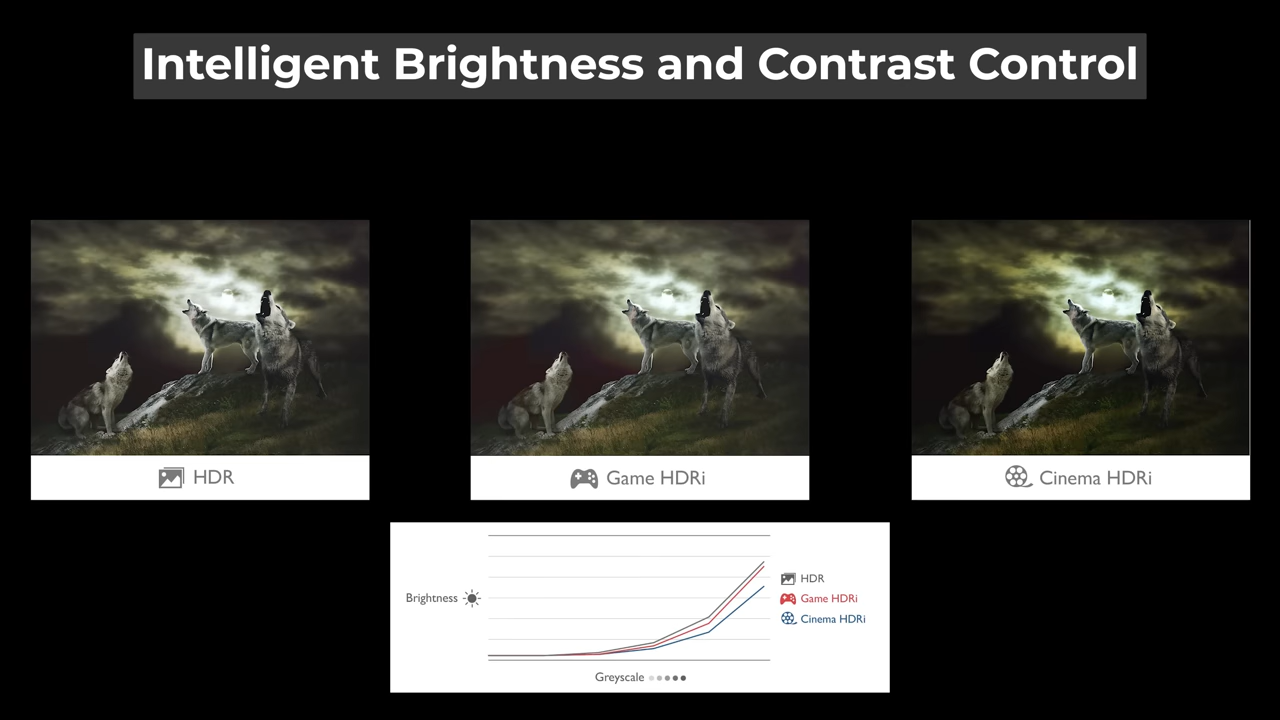 Intelligent Brightness and Contrast Control
HDR
Game HDRi
Cinema HDRi
Brightness
HDR
Game HDRi
Cinema HDRi
Greyscale